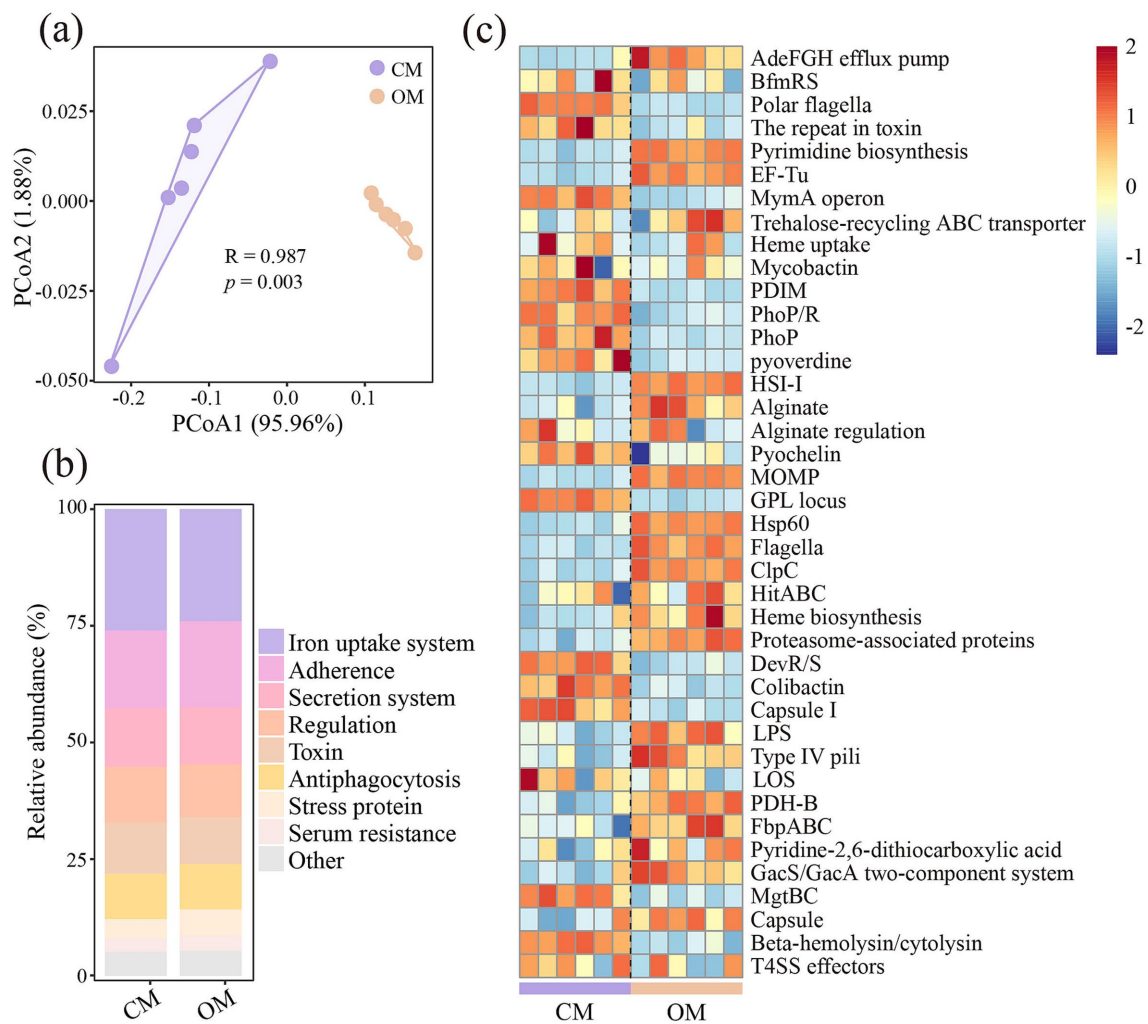 (a)
CM
OM
0.025
0.000
-0.025
-0.050
PCoA2 (1.88%)
R = 0.987
p = 0.003
-0.2
-0.1
0.0
0.1
PCoA1 (95.96%)
(b)
100
75
50
25
0
Relative abundance (%)
CM
OM
Iron uptake system
Adherence
Secretion system
Regulation
Toxin
Antiphagocytosis
Stress protein
Serum resistance
Other
(c)
AdeFGH efflux pump
BfmRS
Polar flagella
The repeat in toxin
Pyrimidine biosynthesis
EF-Tu
MymA operon
Trehalose-recycling ABC transporter
Heme uptake
Mycobactin
PDIM
PhoP/R
PhoP
pyoverdine
HSI-I
Alginate
Alginate regulation
Pyochelin
MOMP
GPL locus
Hsp60
Flagella
ClpC
HitABC
Heme biosynthesis
Proteasome-associated proteins
DevR/S
Colibactin
Capsule I
LPS
Type IV pili
LOS
PDH-B
FbpABC
Pyridine-2,6-dithiocarboxylic acid
GacS/GacA two-component system
MgtBC
Capsule
Beta-hemolysin/cytolysin
T4SS effectors
CM
OM
2
1
0
-1
-2